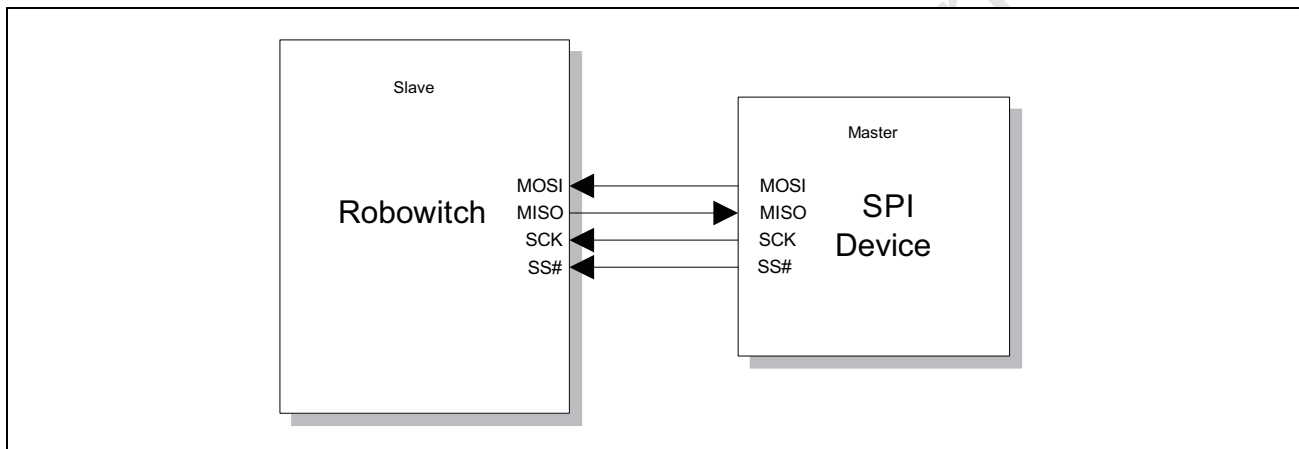 Slave
Robowitch
MOSI
MISO
SCK
SS#
Master
SPI
Device
MOSI
MISO
SCK
SS#